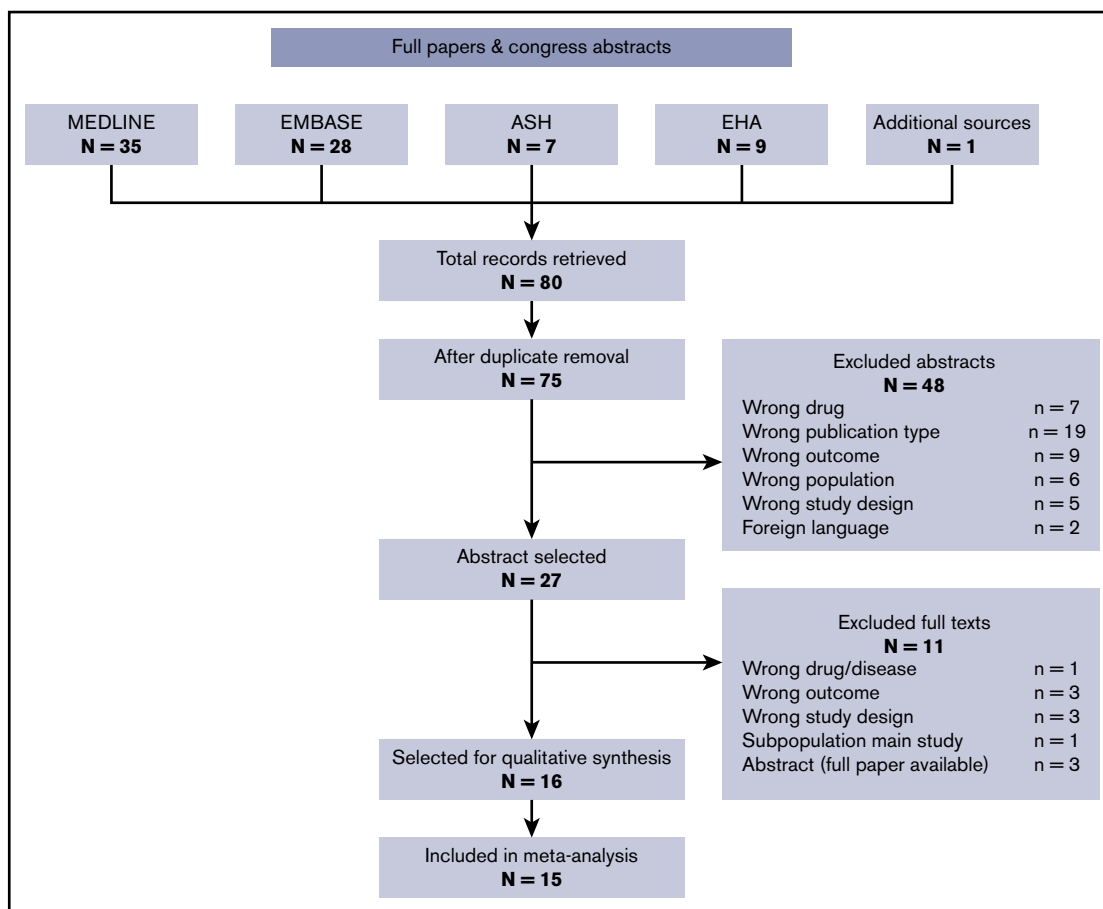 Full papers & congress abstracts
MEDLINE
N = 35
EMBASE
N = 28
ASH
N = 7
EHA
N = 9
Additional sources
N = 1
Total records retrieved
N = 80
After duplicate removal
N = 75
Excluded abstracts
N = 48
Wrong drug n = 7
Wrong publication type n = 19
Wrong outcome n = 9
Wrong population n = 6
Wrong study design n = 5
Foreign language n = 2
Abstract selected
N = 27
Excluded full texts
N = 11
Wrong drug/disease n = 1
Wrong outcome n = 3
Wrong study design n = 3
Subpopulation main study n = 1
Abstract (full paper available) n = 3
Selected for qualitative synthesis
N = 16
Included in meta-analysis
N = 15